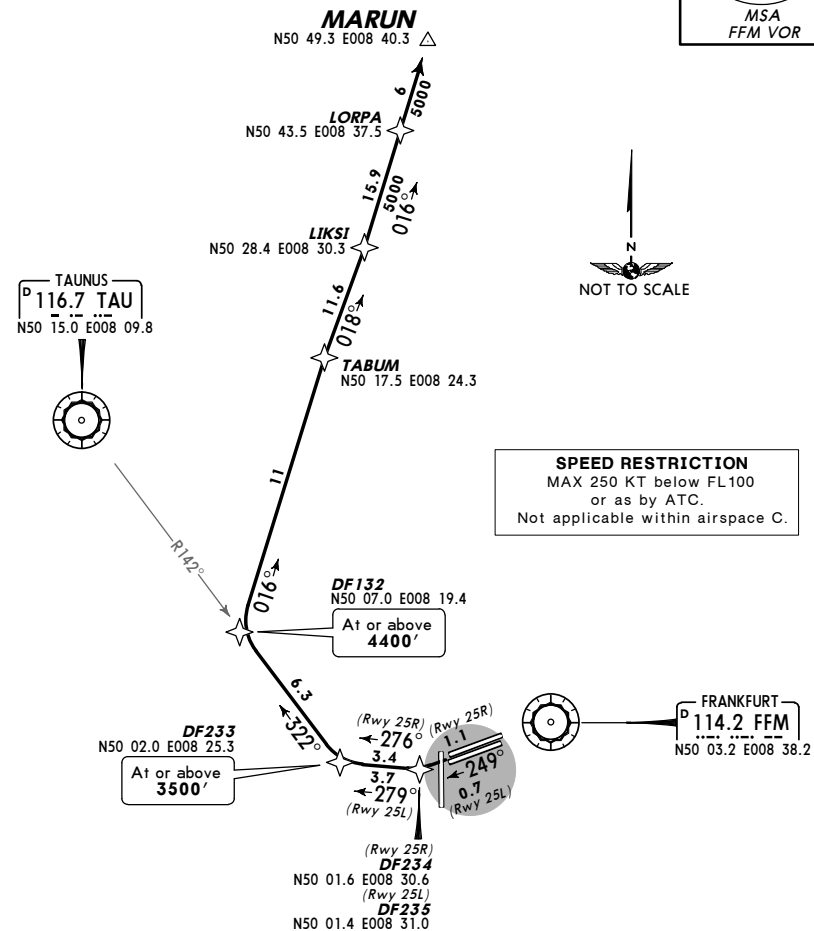 MARUN
N50 49.3 E008 40.3
MSA
FFM VOR
6
5000
LORPA
N50 43.5 E008 37.5
15.9
5000
016°
LIKSI
N50 28.4 E008 30.3
N
NOT TO SCALE
TAUNUS
D 116.7 TAU
N50 15.0 E008 09.8
11.6
018°
TABUM
N50 17.5 E008 24.3
11
SPEED RESTRICTION
MAX 250 KT below FL100
or as by ATC.
Not applicable within airspace C.
R142°
016°
DF132
N50 07.0 E008 19.4
At or above
4400'
6.3
322°
DF233
N50 02.0 E008 25.3
At or above
3500'
(Rwy 25R)
276°
3.4
3.7
279°
(Rwy 25L)
(Rwy 25R)
1.1
249°
0.7
(Rwy 25L)
FRANKFURT
D 114.2 FFM
N50 03.2 E008 38.2
(Rwy 25R)
DF234
N50 01.6 E008 30.6
(Rwy 25L)
DF235
N50 01.4 E008 31.0